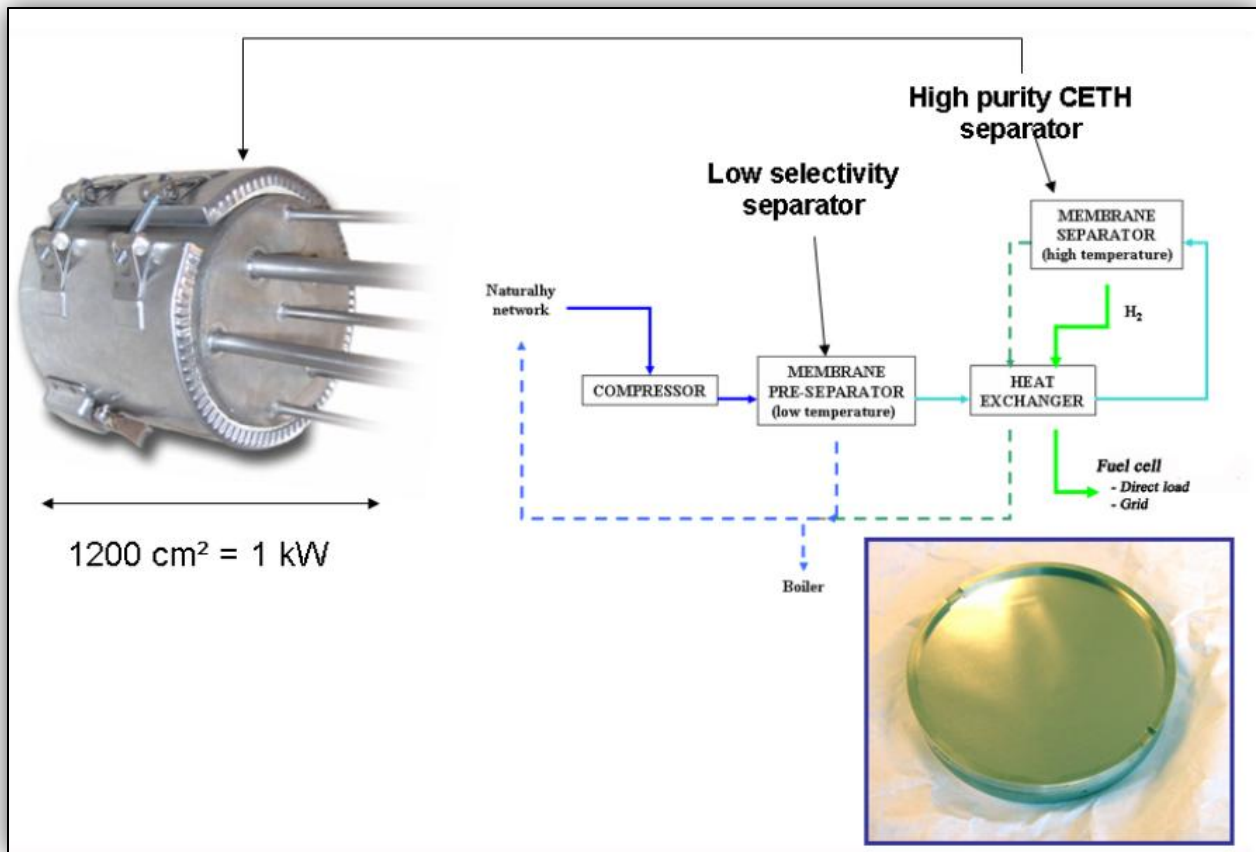 High purity CETH
separator
Low selectivity
separator
MEMBRANE
SEPARATOR
(high temperature)
Naturalhy
network
H₂
COMPRESSOR
MEMBRANE
PRE-SEPARATOR
(low temperature)
HEAT
EXCHANGER
Fuel cell
- Direct load
- Grid
1200 cm² = 1 kW
Boiler